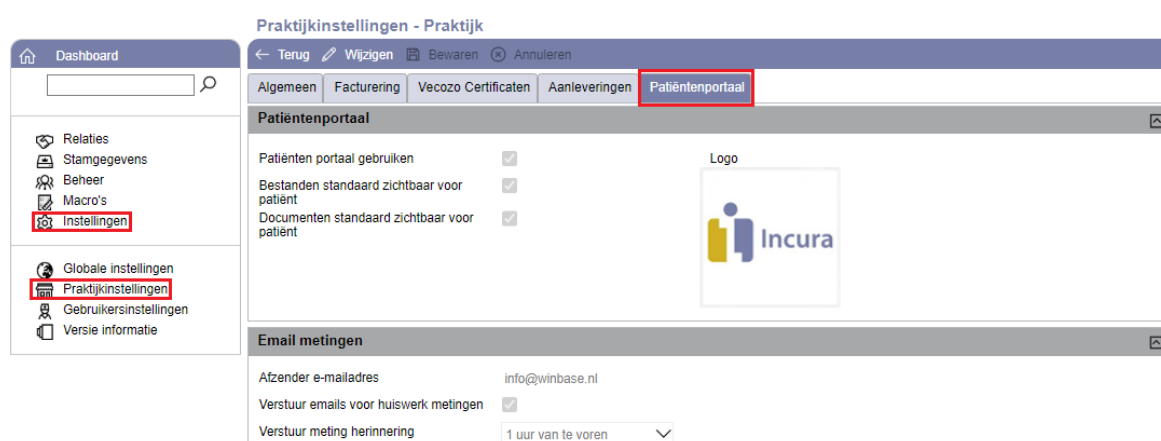 Praktijkinstellingen - Praktijk
Dashboard
Terug Wijzigen Bewaren Annuleren
Algemeen Facturering Vecozo Certificaten Aanleveringen Patiëntenportaal
Relaties
Stamgegevens
Beheer
Macro's
Instellingen
Globale instellingen
Praktijkinstellingen
Gebruikersinstellingen
Versie informatie
Patiëntenportaal
Patiënten portaal gebruiken
Bestanden standaard zichtbaar voor
patiënt
Documenten standaard zichtbaar voor
patiënt
Logo
Incura
Email metingen
Afzender e-mailadres info@winbase.nl
Verstuur emails voor huiswerk metingen
Verstuur meting herinnering 1 uur van te voren